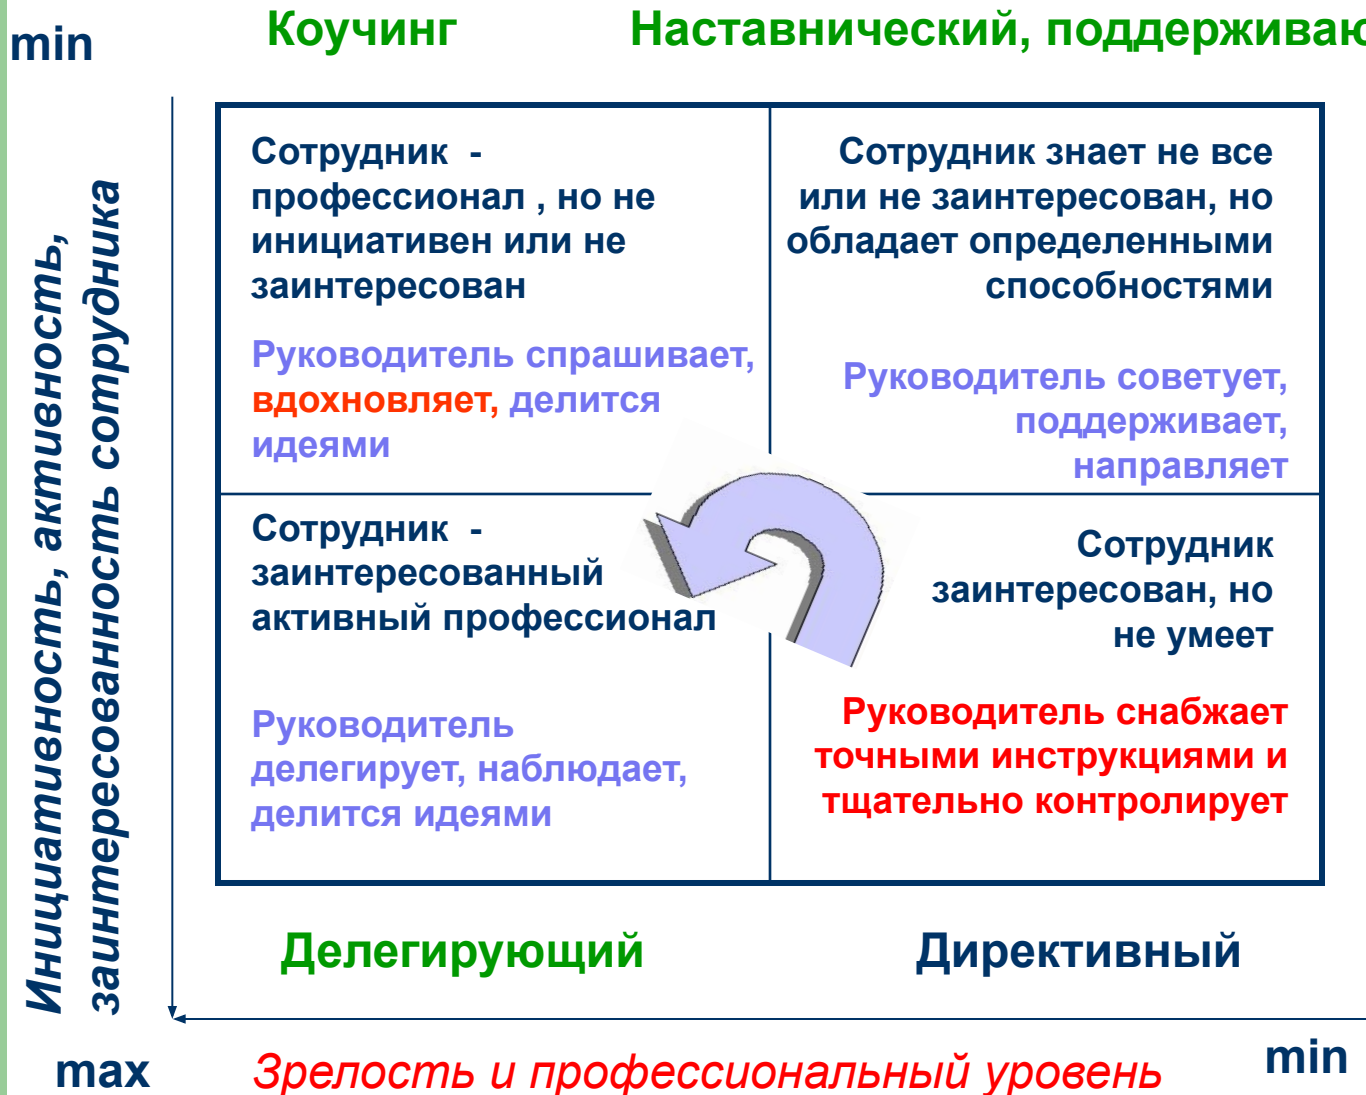 min
Коучинг
Наставнический, поддерживаю
Инициативность, активность,
заинтересованность сотрудника
Сотрудник -
профессионал , но не
инициативен или не
заинтересован
Руководитель спрашивает,
вдохновляет, делится
идеями
Сотрудник знает не все
или не заинтересован, но
обладает определенными
способностями
Руководитель советует,
поддерживает,
направляет
Сотрудник -
заинтересованный
активный профессионал
Руководитель
делегирует, наблюдает,
делится идеями
Сотрудник
заинтересован, но
не умеет
Руководитель снабжает
точными инструкциями и
тщательно контролирует
Делегирующий
Директивный
max
Зрелость и профессиональный уровень
min